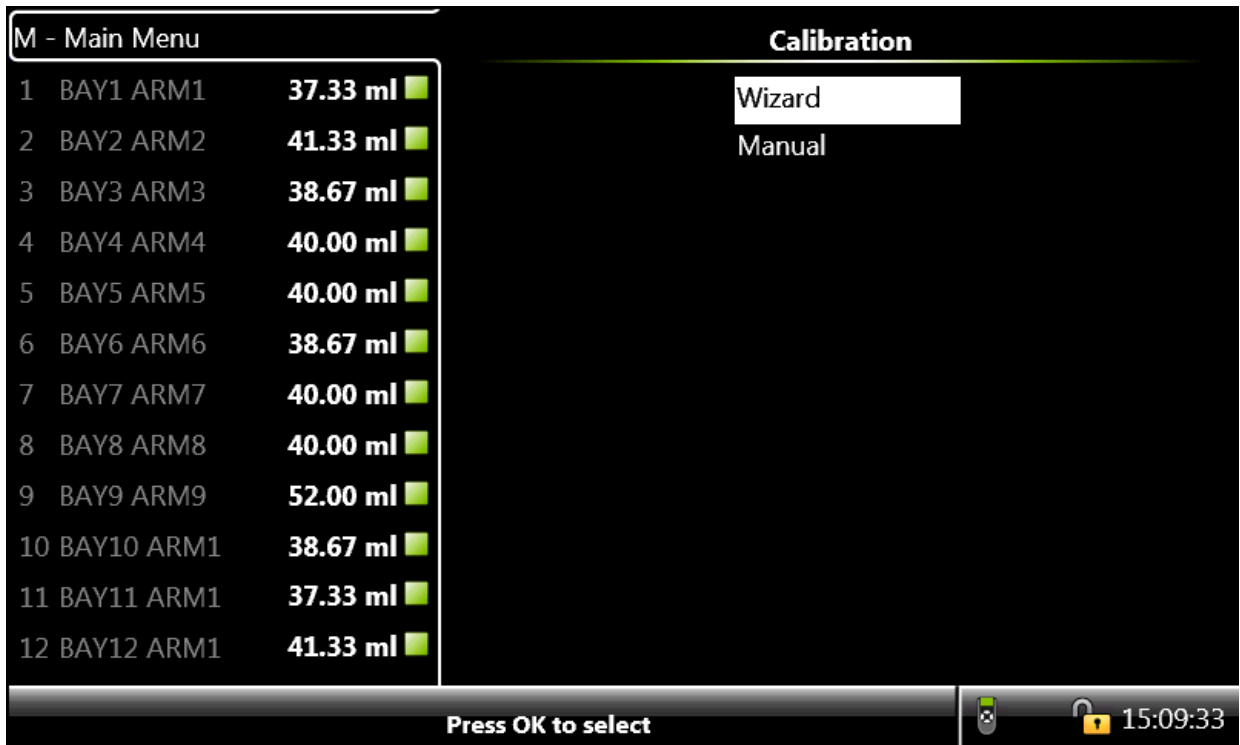 M - Main Menu
1 BAY1 ARM1 37.33 ml
2 BAY2 ARM2 41.33 ml
3 BAY3 ARM3 38.67 ml
4 BAY4 ARM4 40.00 ml
5 BAY5 ARM5 40.00 ml
6 BAY6 ARM6 38.67 ml
7 BAY7 ARM7 40.00 ml
8 BAY8 ARM8 40.00 ml
9 BAY9 ARM9 52.00 ml
10 BAY10 ARM1 38.67 ml
11 BAY11 ARM1 37.33 ml
12 BAY12 ARM1 41.33 ml
Calibration
Wizard
Manual
Press OK to select
15:09:33